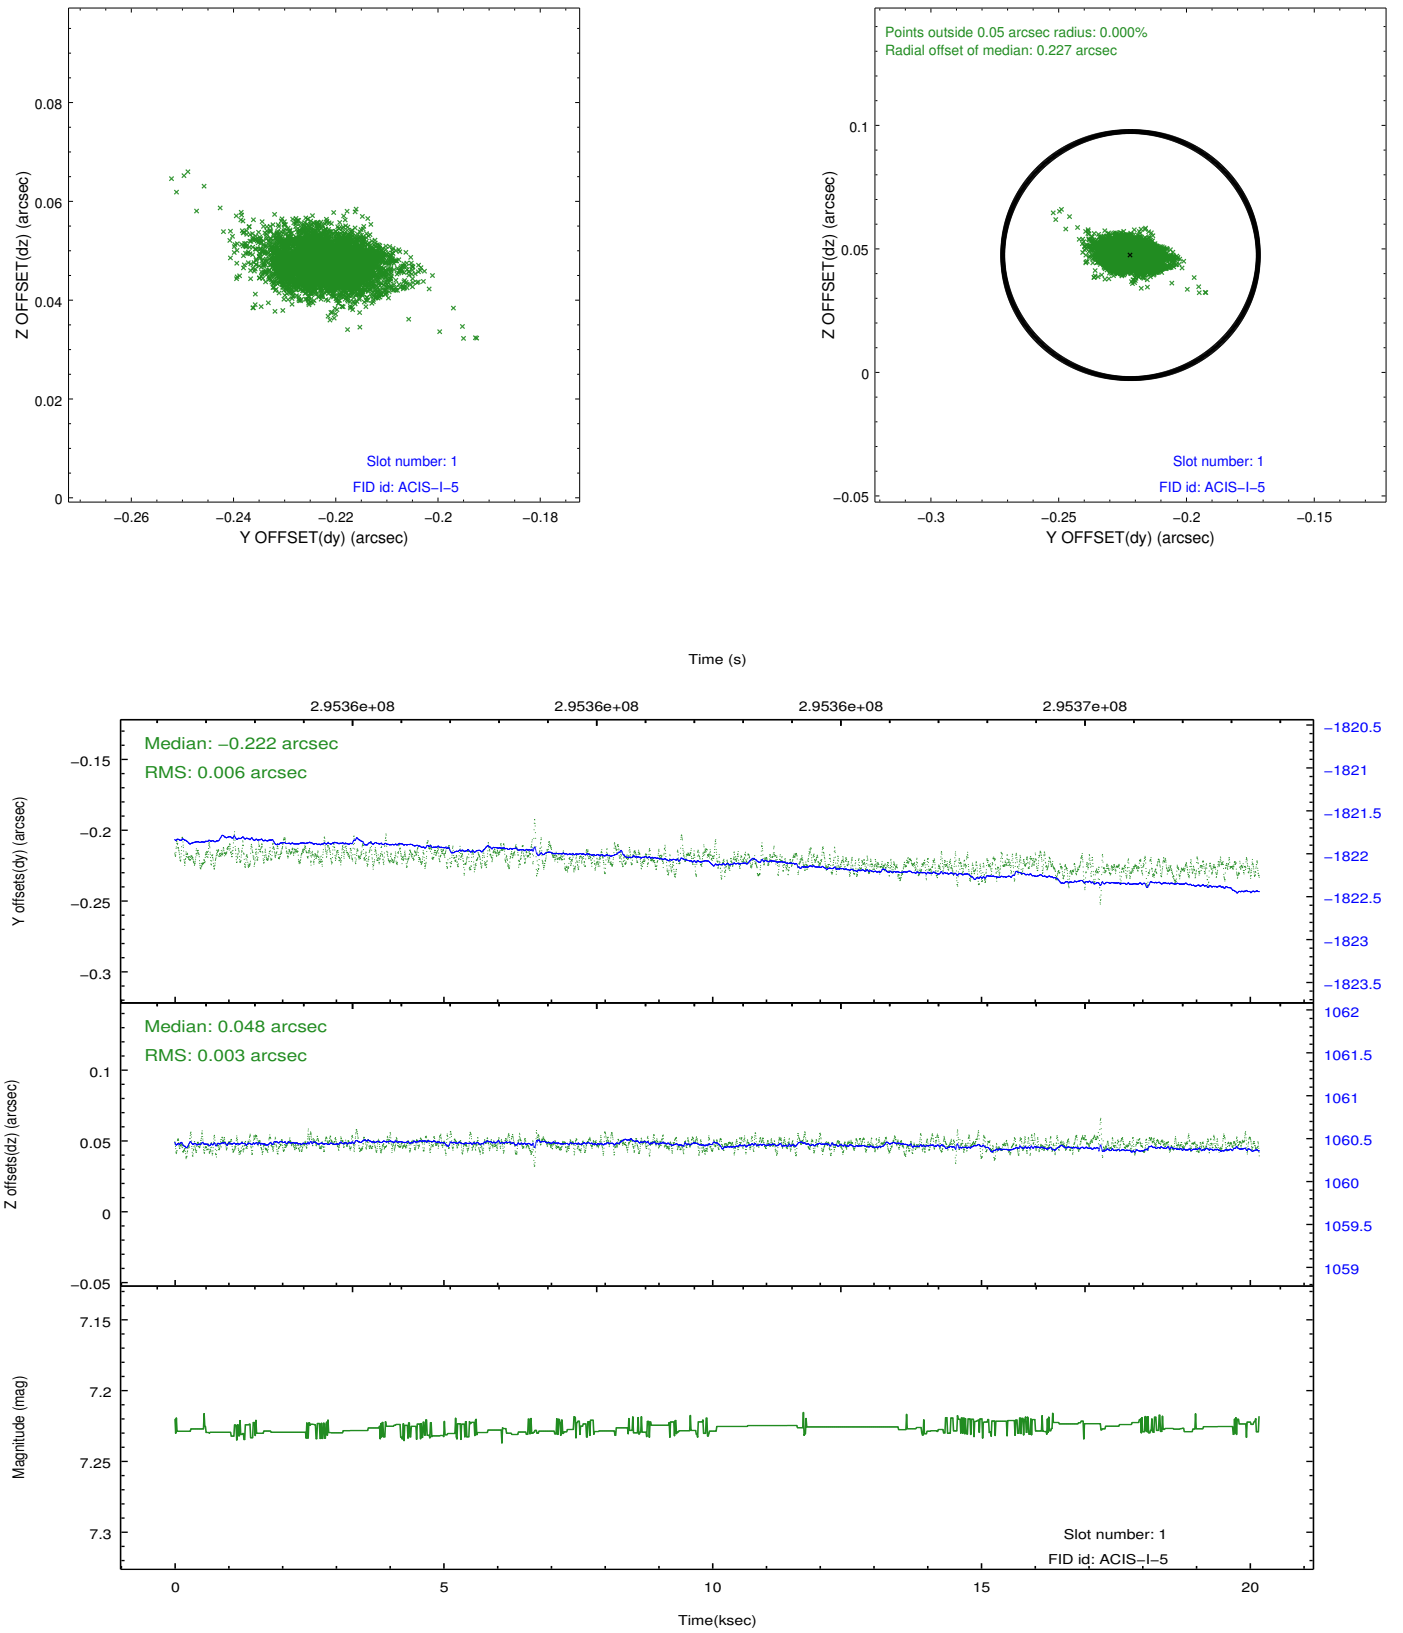 0.08
0.06
0.04
0.02
0
Z OFFSET(dz) (arcsec)
Slot number: 1
FID id: ACIS−I−5
−0.26
−0.24
−0.22
−0.2
−0.18
Y OFFSET(dy) (arcsec)
Points outside 0.05 arcsec radius: 0.000%
Radial offset of median: 0.227 arcsec
0.1
0.05
0
−0.05
Z OFFSET(dz) (arcsec)
Slot number: 1
FID id: ACIS−I−5
−0.3
−0.25
−0.2
−0.15
Y OFFSET(dy) (arcsec)
Time (s)
2.9536e+08
2.9536e+08
2.9536e+08
2.9537e+08
Median: −0.222 arcsec
RMS: 0.006 arcsec
−0.15
−0.2
−0.25
−0.3
Y offsets(dy) (arcsec)
−1820.5
−1821
−1821.5
−1822
−1822.5
−1823
−1823.5
Median: 0.048 arcsec
RMS: 0.003 arcsec
0.1
0.05
0
−0.05
Z offsets(dz) (arcsec)
1062
1061.5
1061
1060.5
1060
1059.5
1059
7.15
7.2
7.25
7.3
Magnitude (mag)
Slot number: 1
FID id: ACIS−I−5
0
5
10
15
20
Time(ksec)